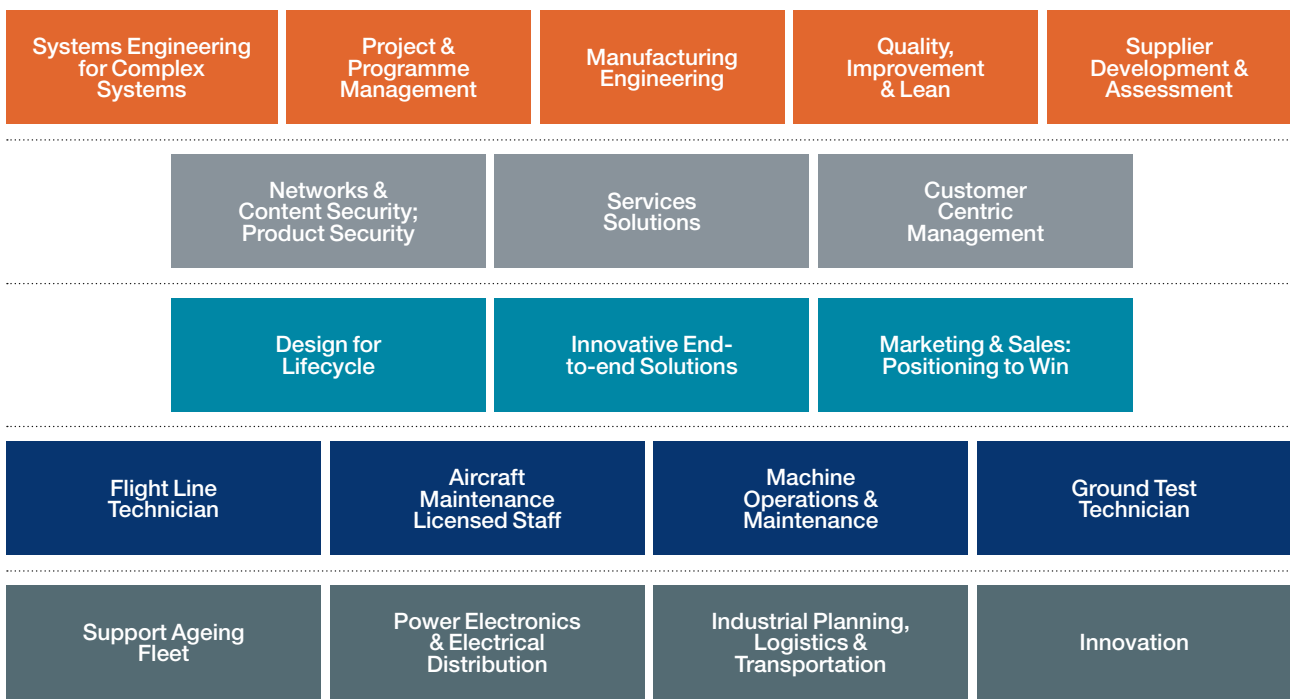 Systems Engineering
for Complex
Systems
Project &
Programme
Management
Manufacturing
Engineering
Quality,
Improvement
& Lean
Supplier
Development &
Assessment
Networks &
Content Security;
Product Security
Services
Solutions
Customer
Centric
Management
Design for
Lifecycle
Innovative End-
to-end Solutions
Marketing & Sales:
Positioning to Win
Flight Line
Technician
Aircraft
Maintenance
Licensed Staff
Machine
Operations &
Maintenance
Ground Test
Technician
Support Ageing
Fleet
Power Electronics
& Electrical
Distribution
Industrial Planning,
Logistics &
Transportation
Innovation